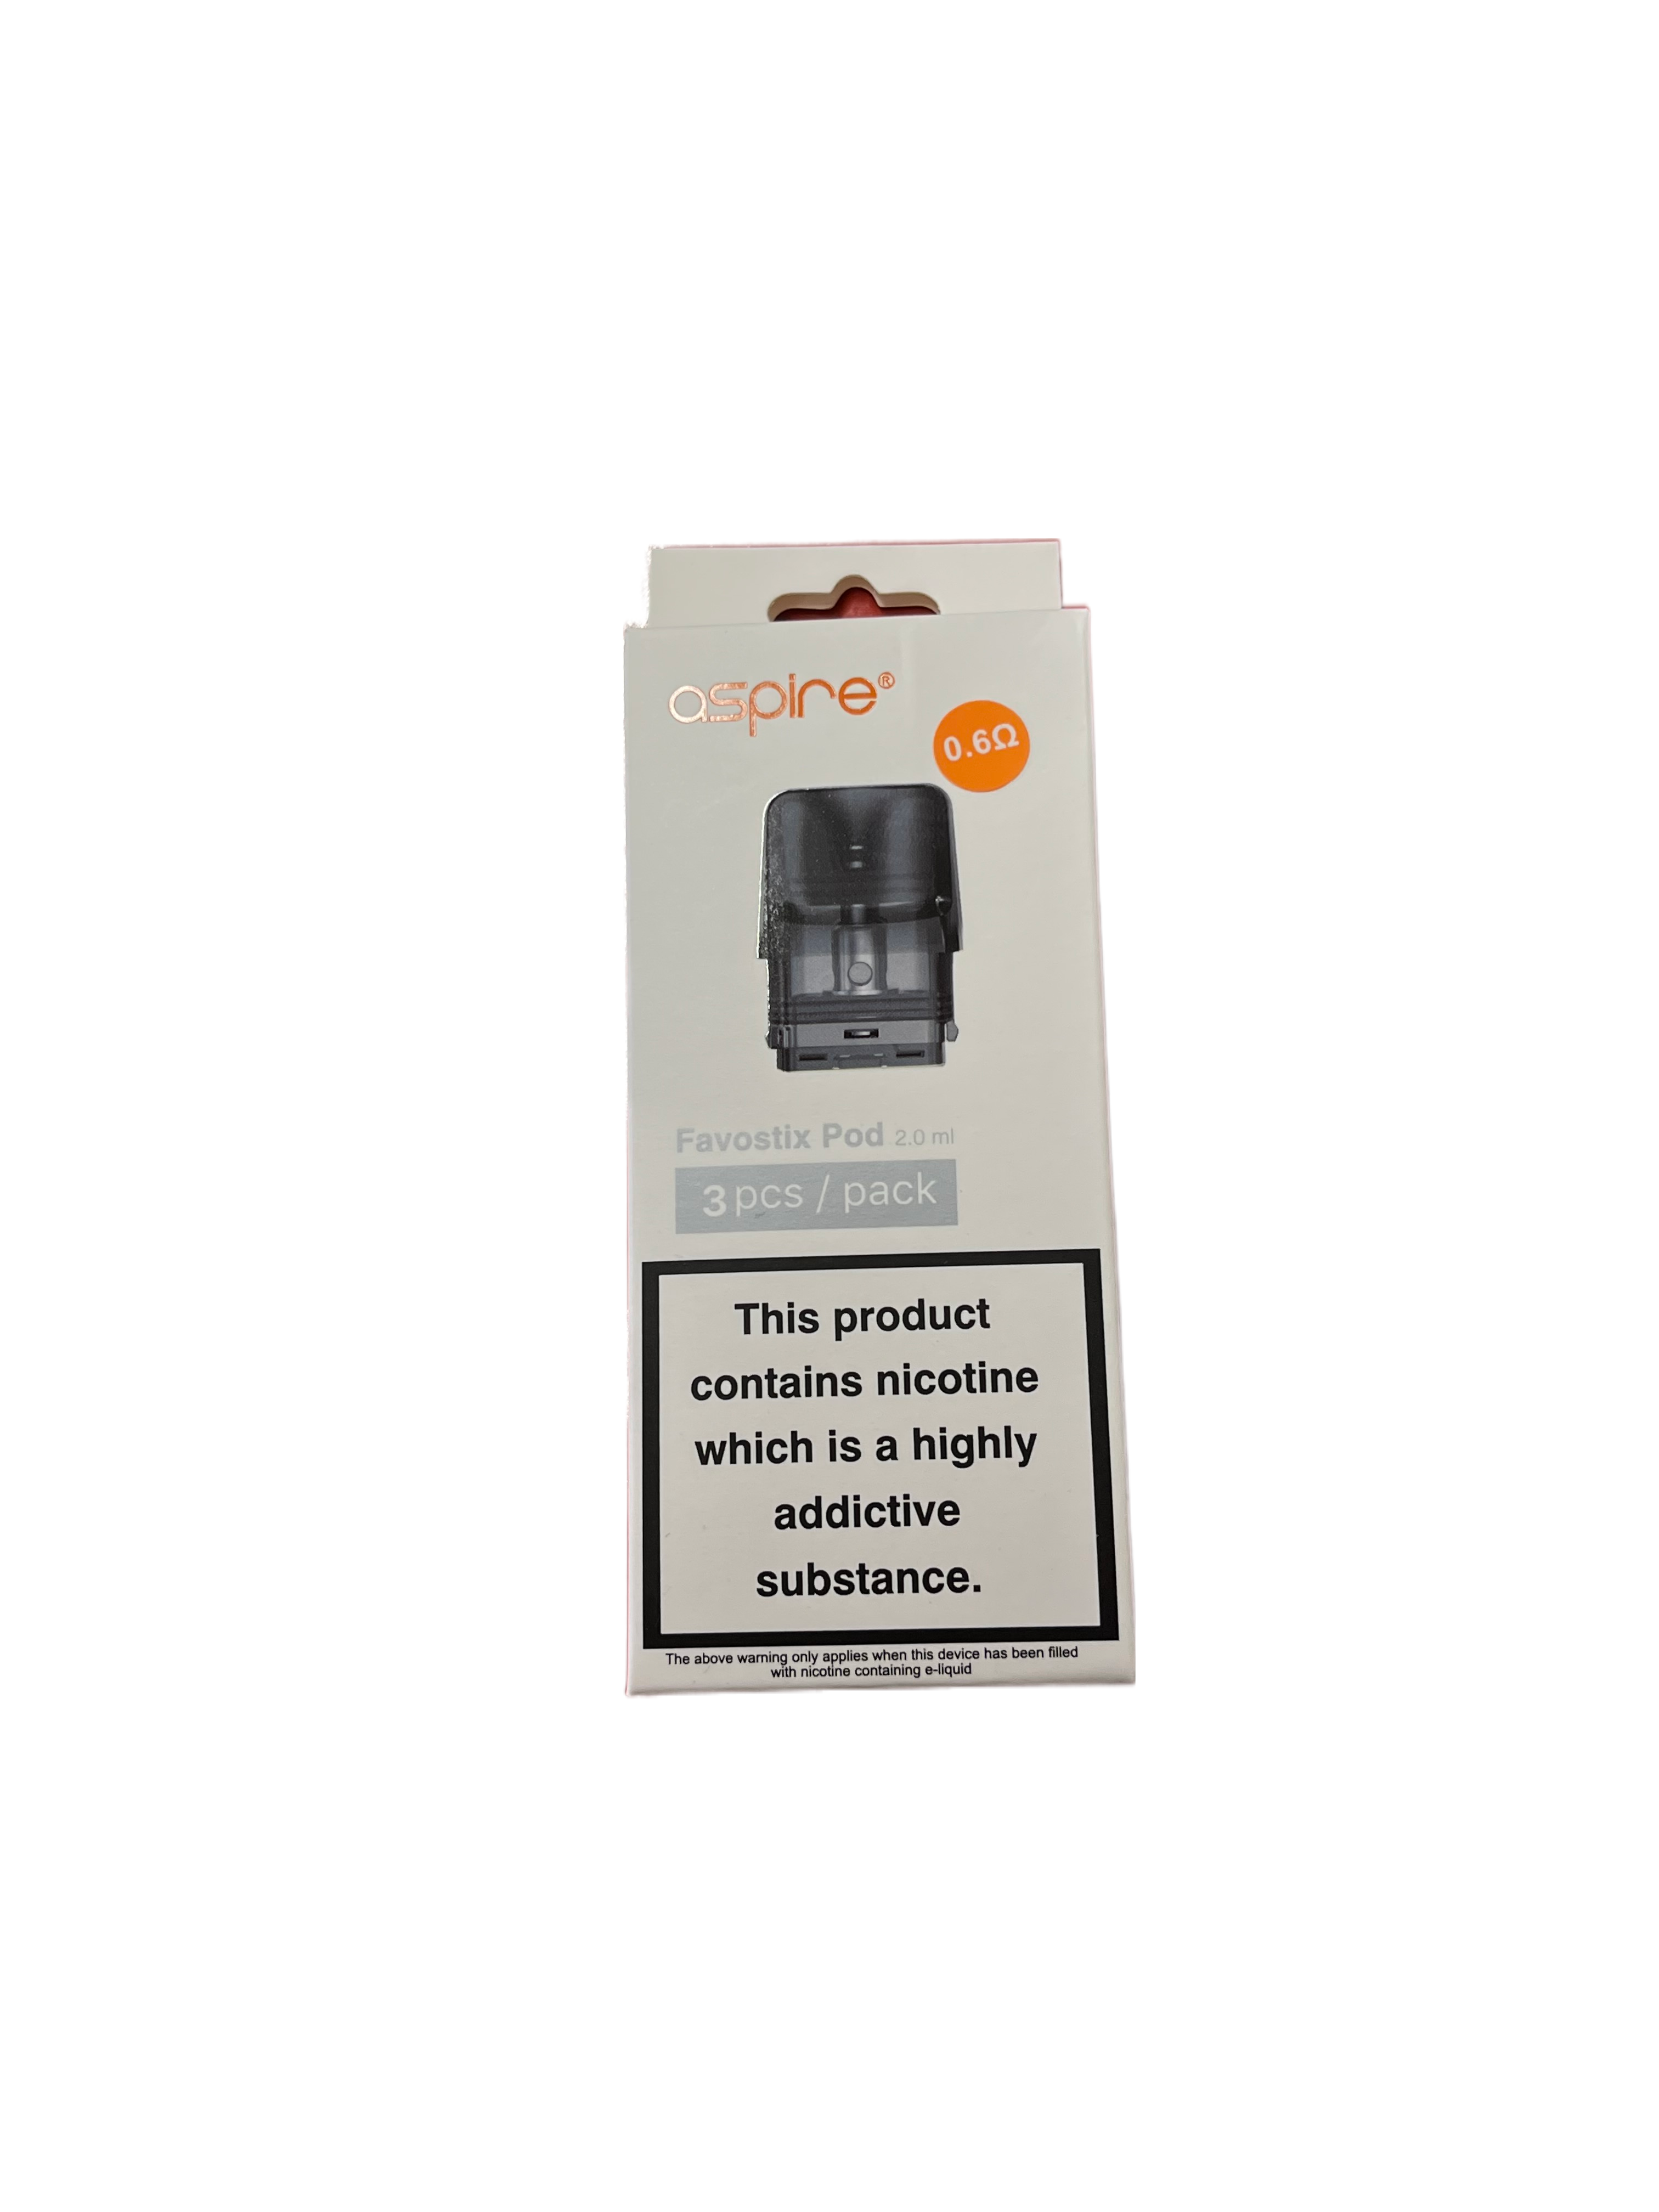 aspire®
0.6Ω
Favostix Pod 2.0 ml
3 pcs / pack
This product
contains nicotine
which is a highly
addictive
substance.
The above warning only applies when this device has been filled
with nicotine containing e-liquid